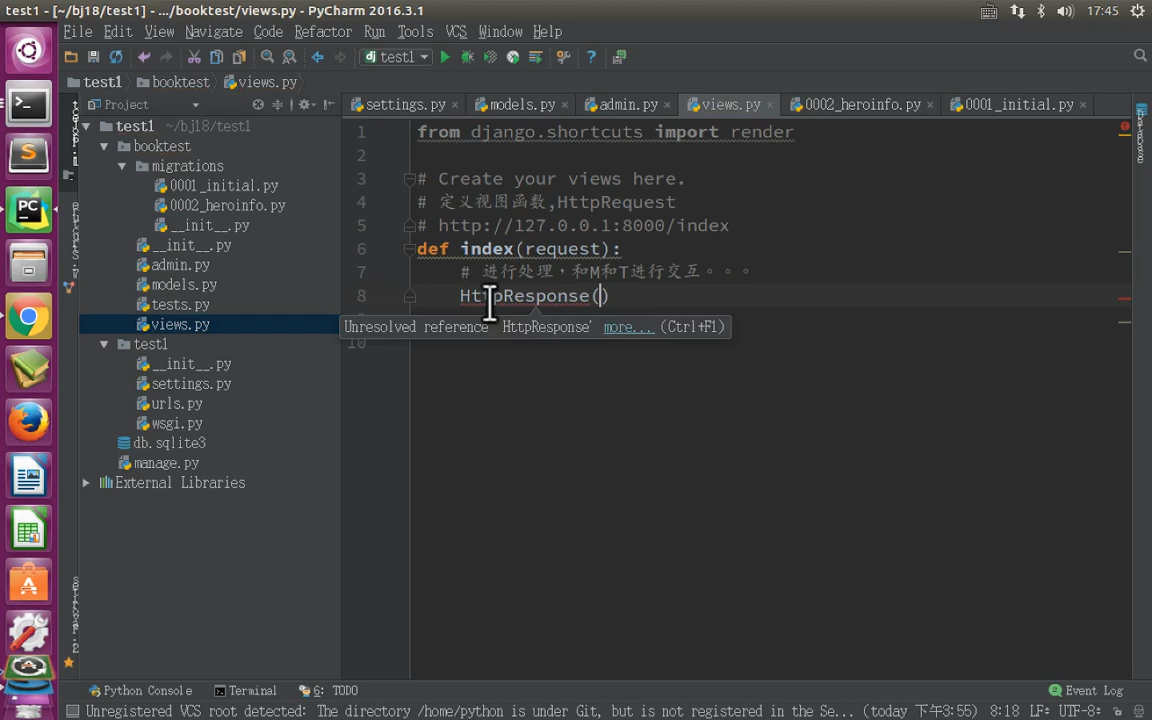 test1 - [~/bj18/test1] - .../booktest/views.py - PyCharm 2016.3.1
17:45
File Edit View Navigate Code Refactor Run Tools VCS Window Help
dj test1
test1 booktest views.py
Project
settings.py × models.py × admin.py × views.py × 0002_heroinfo.py × 0001_initial.py ×
test1 ~/bj18/test1
booktest
migrations
0001_initial.py
0002_heroinfo.py
__init__.py
__init__.py
admin.py
models.py
tests.py
views.py
test1
__init__.py
settings.py
urls.py
wsgi.py
db.sqlite3
manage.py
External Libraries
1 from django.shortcuts import render
2
3 # Create your views here.
4 # 定义视图函数,HttpRequest
5 # http://127.0.0.1:8000/index
6 def index(request):
7 # 进行处理，和M和T进行交互。。。
8 HttpResponse()
Unresolved reference 'HttpResponse' more... (Ctrl+F1)
10
Python Console Terminal 6: TODO Event Log
Unregistered VCS root detected: The directory /home/python is under Git, but is not registered in the Se... (today 下午3:55) 8:18 LF÷ UTF-8÷